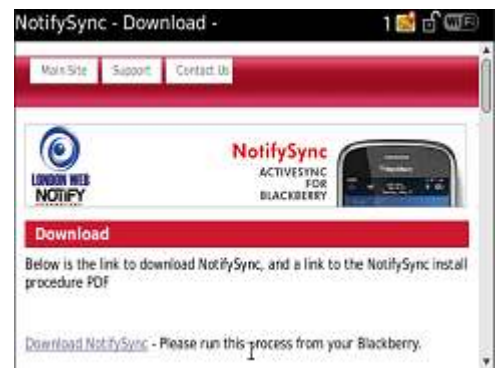 NotifySync - Download - 1 WiFi
Main Site Support Contact Us
LONDON WEB
NOTIFY
NotifySync
ACTIVESYNC
FOR
BLACKBERRY
Download
Below is the link to download NotifySync, and a link to the NotifySync install
procedure PDF
Download NotifySync - Please run this process from your Blackberry.